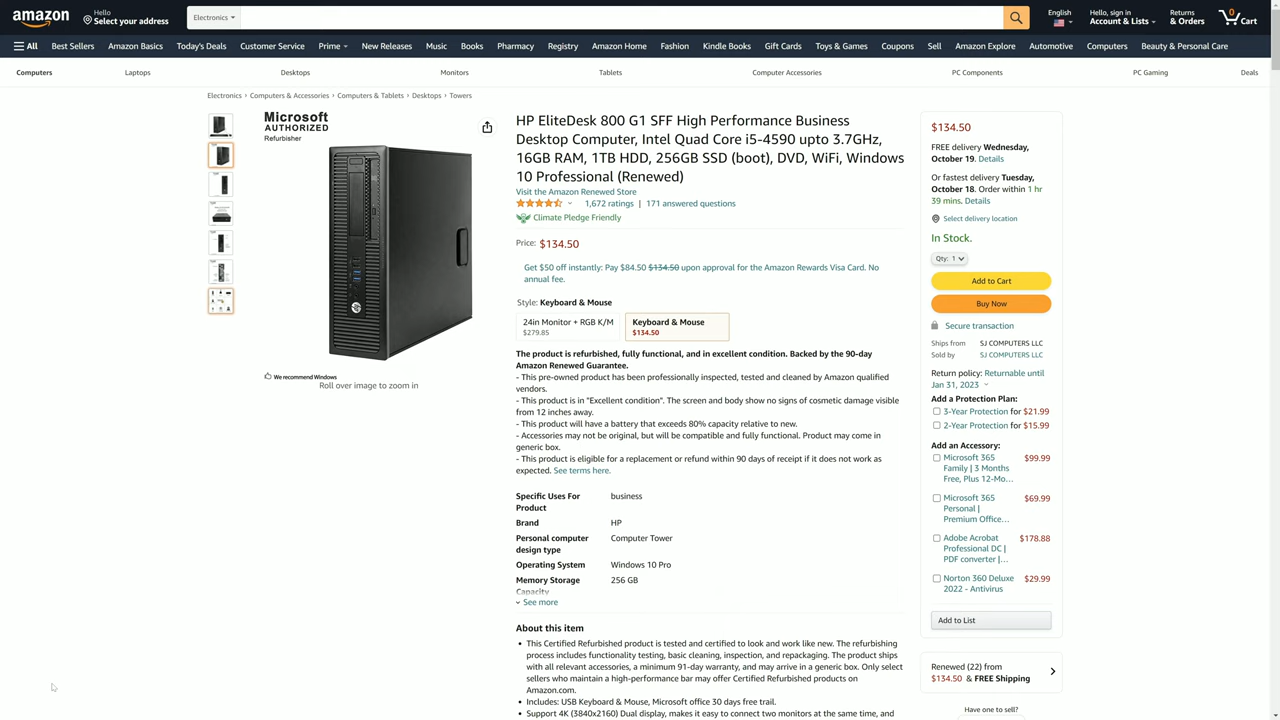 amazon
Hello
Select your address
Electronics
English
Hello, sign in
Account & Lists
Returns
& Orders
0
Cart
All
Best Sellers
Amazon Basics
Today's Deals
Customer Service
Prime
New Releases
Music
Books
Pharmacy
Registry
Amazon Home
Fashion
Kindle Books
Gift Cards
Toys & Games
Coupons
Sell
Amazon Explore
Automotive
Computers
Beauty & Personal Care
Computers
Laptops
Desktops
Monitors
Tablets
Computer Accessories
PC Components
PC Gaming
Deals
Electronics › Computers & Accessories › Computers & Tablets › Desktops › Towers
Microsoft
AUTHORIZED
Refurbisher
We recommend Windows
Roll over image to zoom in
HP EliteDesk 800 G1 SFF High Performance Business
Desktop Computer, Intel Quad Core i5-4590 upto 3.7GHz,
16GB RAM, 1TB HDD, 256GB SSD (boot), DVD, WiFi, Windows
10 Professional (Renewed)
Visit the Amazon Renewed Store
1,672 ratings | 171 answered questions
Climate Pledge Friendly
Price: $134.50
Get $50 off instantly: Pay $84.50 $134.50 upon approval for the Amazon Rewards Visa Card. No
annual fee.
Style: Keyboard & Mouse
24in Monitor + RGB K/M
$279.85
Keyboard & Mouse
$134.50
The product is refurbished, fully functional, and in excellent condition. Backed by the 90-day
Amazon Renewed Guarantee.
- This pre-owned product has been professionally inspected, tested and cleaned by Amazon qualified
vendors.
- This product is in "Excellent condition". The screen and body show no signs of cosmetic damage visible
from 12 inches away.
- This product will have a battery that exceeds 80% capacity relative to new.
- Accessories may not be original, but will be compatible and fully functional. Product may come in
generic box.
- This product is eligible for a replacement or refund within 90 days of receipt if it does not work as
expected. See terms here.
Specific Uses For
Product
business
Brand
HP
Personal computer
design type
Computer Tower
Operating System
Windows 10 Pro
Memory Storage
Capacity
256 GB
See more
About this item
• This Certified Refurbished product is tested and certified to look and work like new. The refurbishing
process includes functionality testing, basic cleaning, inspection, and repackaging. The product ships
with all relevant accessories, a minimum 91-day warranty, and may arrive in a generic box. Only select
sellers who maintain a high-performance bar may offer Certified Refurbished products on
Amazon.com.
• Includes: USB Keyboard & Mouse, Microsoft office 30 days free trail.
• Support 4K (3840x2160) Dual display, makes it easy to connect two monitors at the same time, and
$134.50
FREE delivery Wednesday,
October 19. Details
Or fastest delivery Tuesday,
October 18. Order within 1 hr
39 mins. Details
Select delivery location
In Stock.
Qty: 1
Add to Cart
Buy Now
Secure transaction
Ships from SJ COMPUTERS LLC
Sold by SJ COMPUTERS LLC
Return policy: Returnable until
Jan 31, 2023
Add a Protection Plan:
3-Year Protection for $21.99
2-Year Protection for $15.99
Add an Accessory:
Microsoft 365 $99.99
Family | 3 Months
Free, Plus 12-Mo...
Microsoft 365 $69.99
Personal |
Premium Office...
Adobe Acrobat $178.88
Professional DC |
PDF converter |...
Norton 360 Deluxe $29.99
2022 - Antivirus
Add to List
Renewed (22) from
$134.50 & FREE Shipping
Have one to sell?